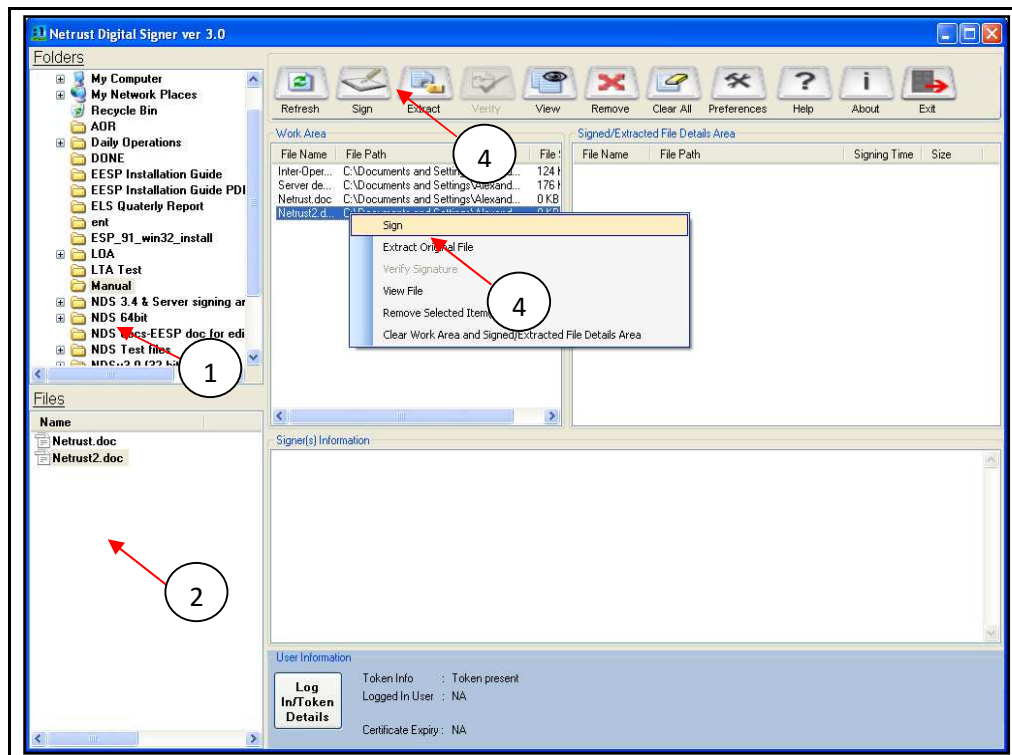 Netrust Digital Signer ver 3.0
Folders
My Computer
My Network Places
Recycle Bin
AOR
Daily Operations
DONE
EESP Installation Guide
EESP Installation Guide PDI
ELS Quaterly Report
ent
ESP_91_win32_install
LOA
LTA Test
Manual
NDS 3.4 & Server signing ar
NDS 64bit
NDS docs-EESP doc for edi
NDS Test files
1
Files
Name
Netrust.doc
Netrust2.doc
2
Refresh Sign Extract Verify View Remove Clear All Preferences Help About Exit
4
Work Area
File Name File Path File
Inter-Oper... C:\Documents and Settings\Alexand... 124
Server de... C:\Documents and Settings\Alexand... 176
Netrust.doc C:\Documents and Settings\Alexand... 0 KB
Netrust2.d... C:\Documents and Settings\Alexand... 0 KB
Sign
Extract Original File
Verify Signature
View File
Remove Selected Item
Clear Work Area and Signed/Extracted File Details Area
4
Signed/Extracted File Details Area
File Name File Path Signing Time Size
Signer(s) Information
User Information
Log In/Token Details
Token Info : Token present
Logged In User : NA
Certificate Expiry : NA